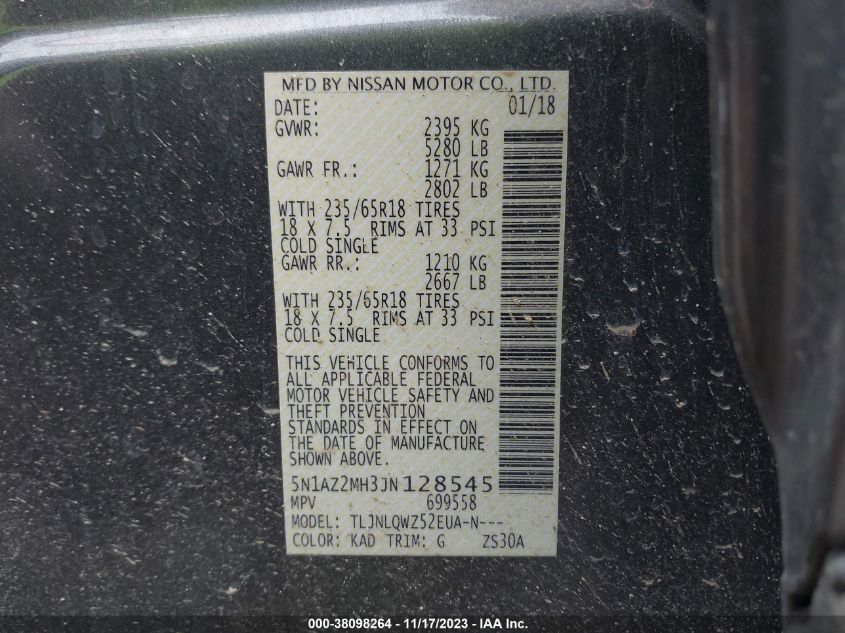 MFD BY NISSAN MOTOR CO., LTD.
DATE: 01/18
GVWR: 2395 KG
5280 LB
GAWR FR.: 1271 KG
2802 LB
WITH 235/65R18 TIRES
18 X 7.5 RIMS AT 33 PSI
COLD SINGLE
GAWR RR.: 1210 KG
2667 LB
WITH 235/65R18 TIRES
18 X 7.5 RIMS AT 33 PSI
COLD SINGLE
THIS VEHICLE CONFORMS TO
ALL APPLICABLE FEDERAL
MOTOR VEHICLE SAFETY AND
THEFT PREVENTION
STANDARDS IN EFFECT ON
THE DATE OF MANUFACTURE
SHOWN ABOVE.
5N1AZ2MH3JN128545
MPV 699558
MODEL: TLJNLQWZ52EUA-N---
COLOR: KAD TRIM: G ZS30A
000-38098264 - 11/17/2023 - IAA Inc.